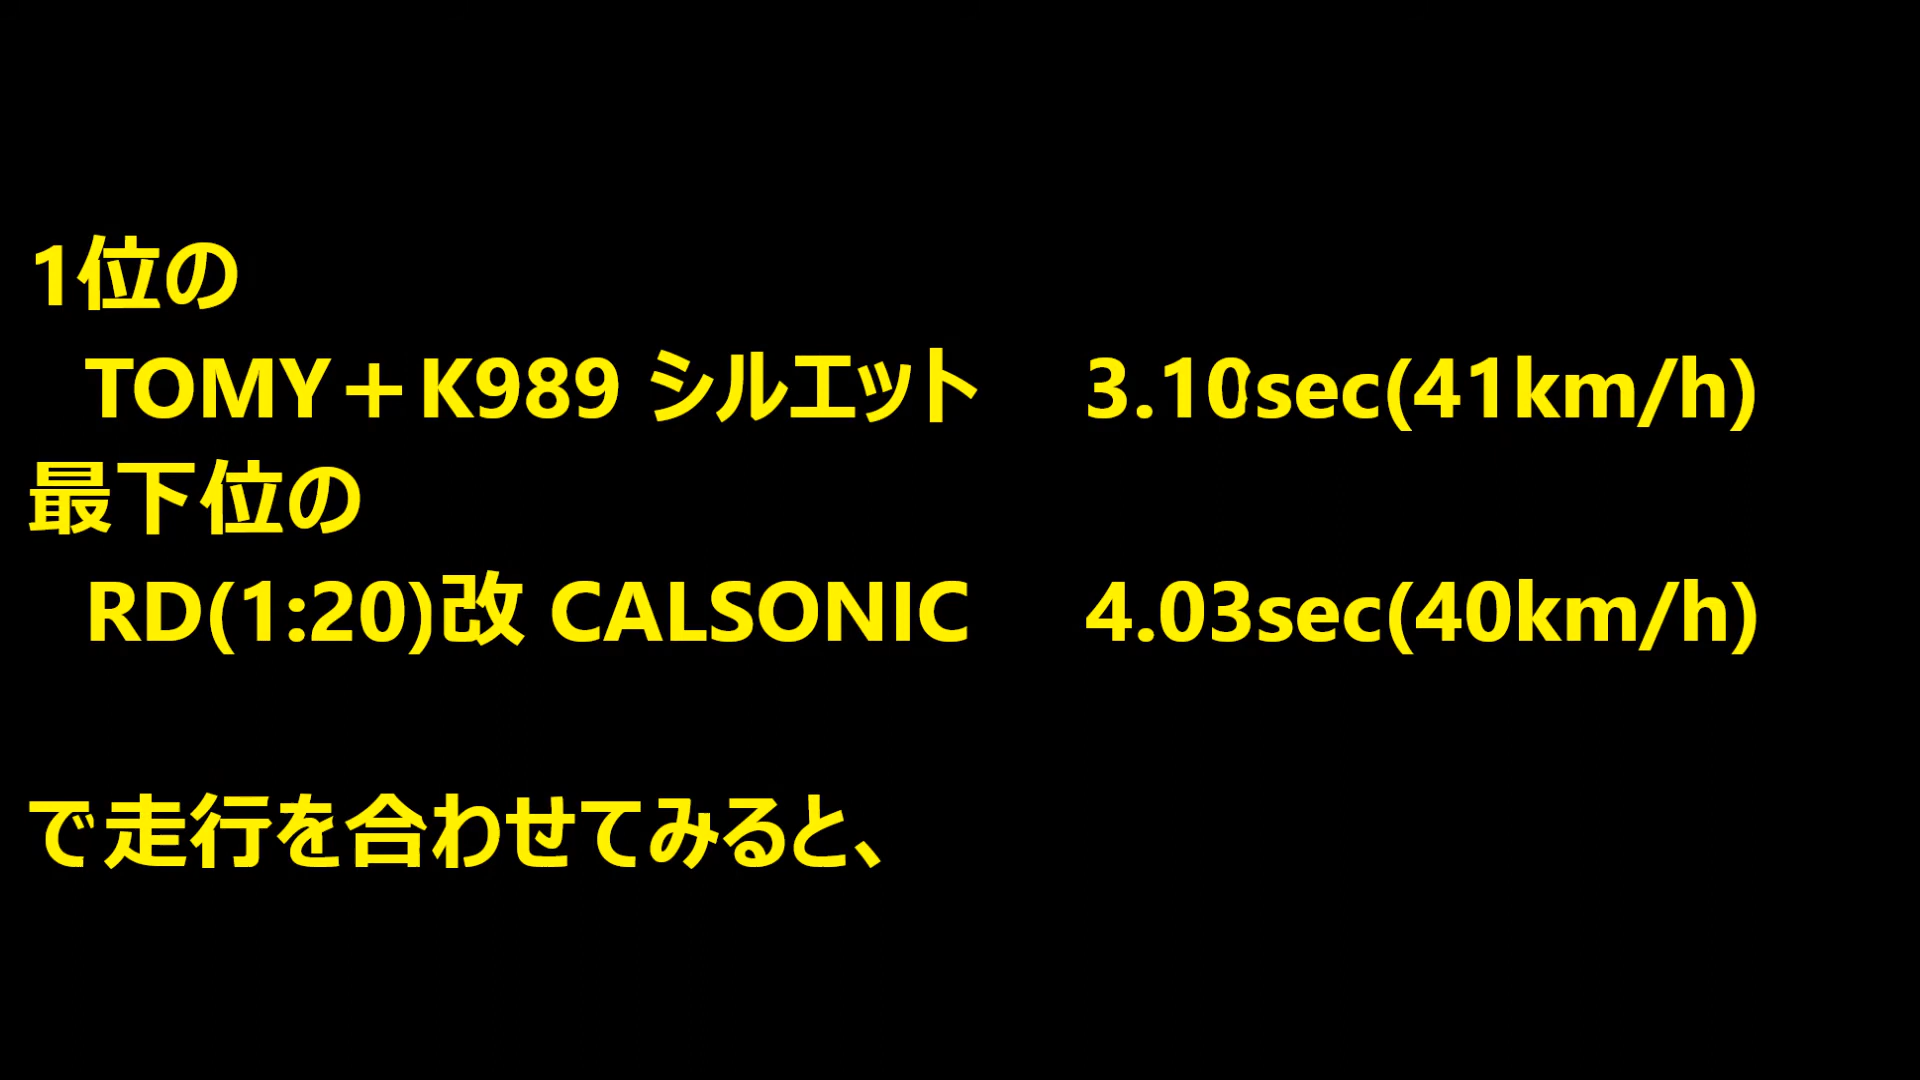 1位の
TOMY＋K989 シルエット 3.10sec(41km/h)
最下位の
RD(1:20)改 CALSONIC 4.03sec(40km/h)
で走行を合わせてみると、